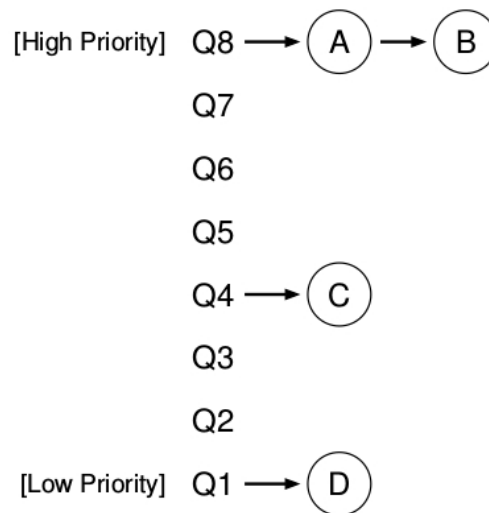 [High Priority] Q8 A B
Q7
Q6
Q5
Q4 C
Q3
Q2
[Low Priority] Q1 D